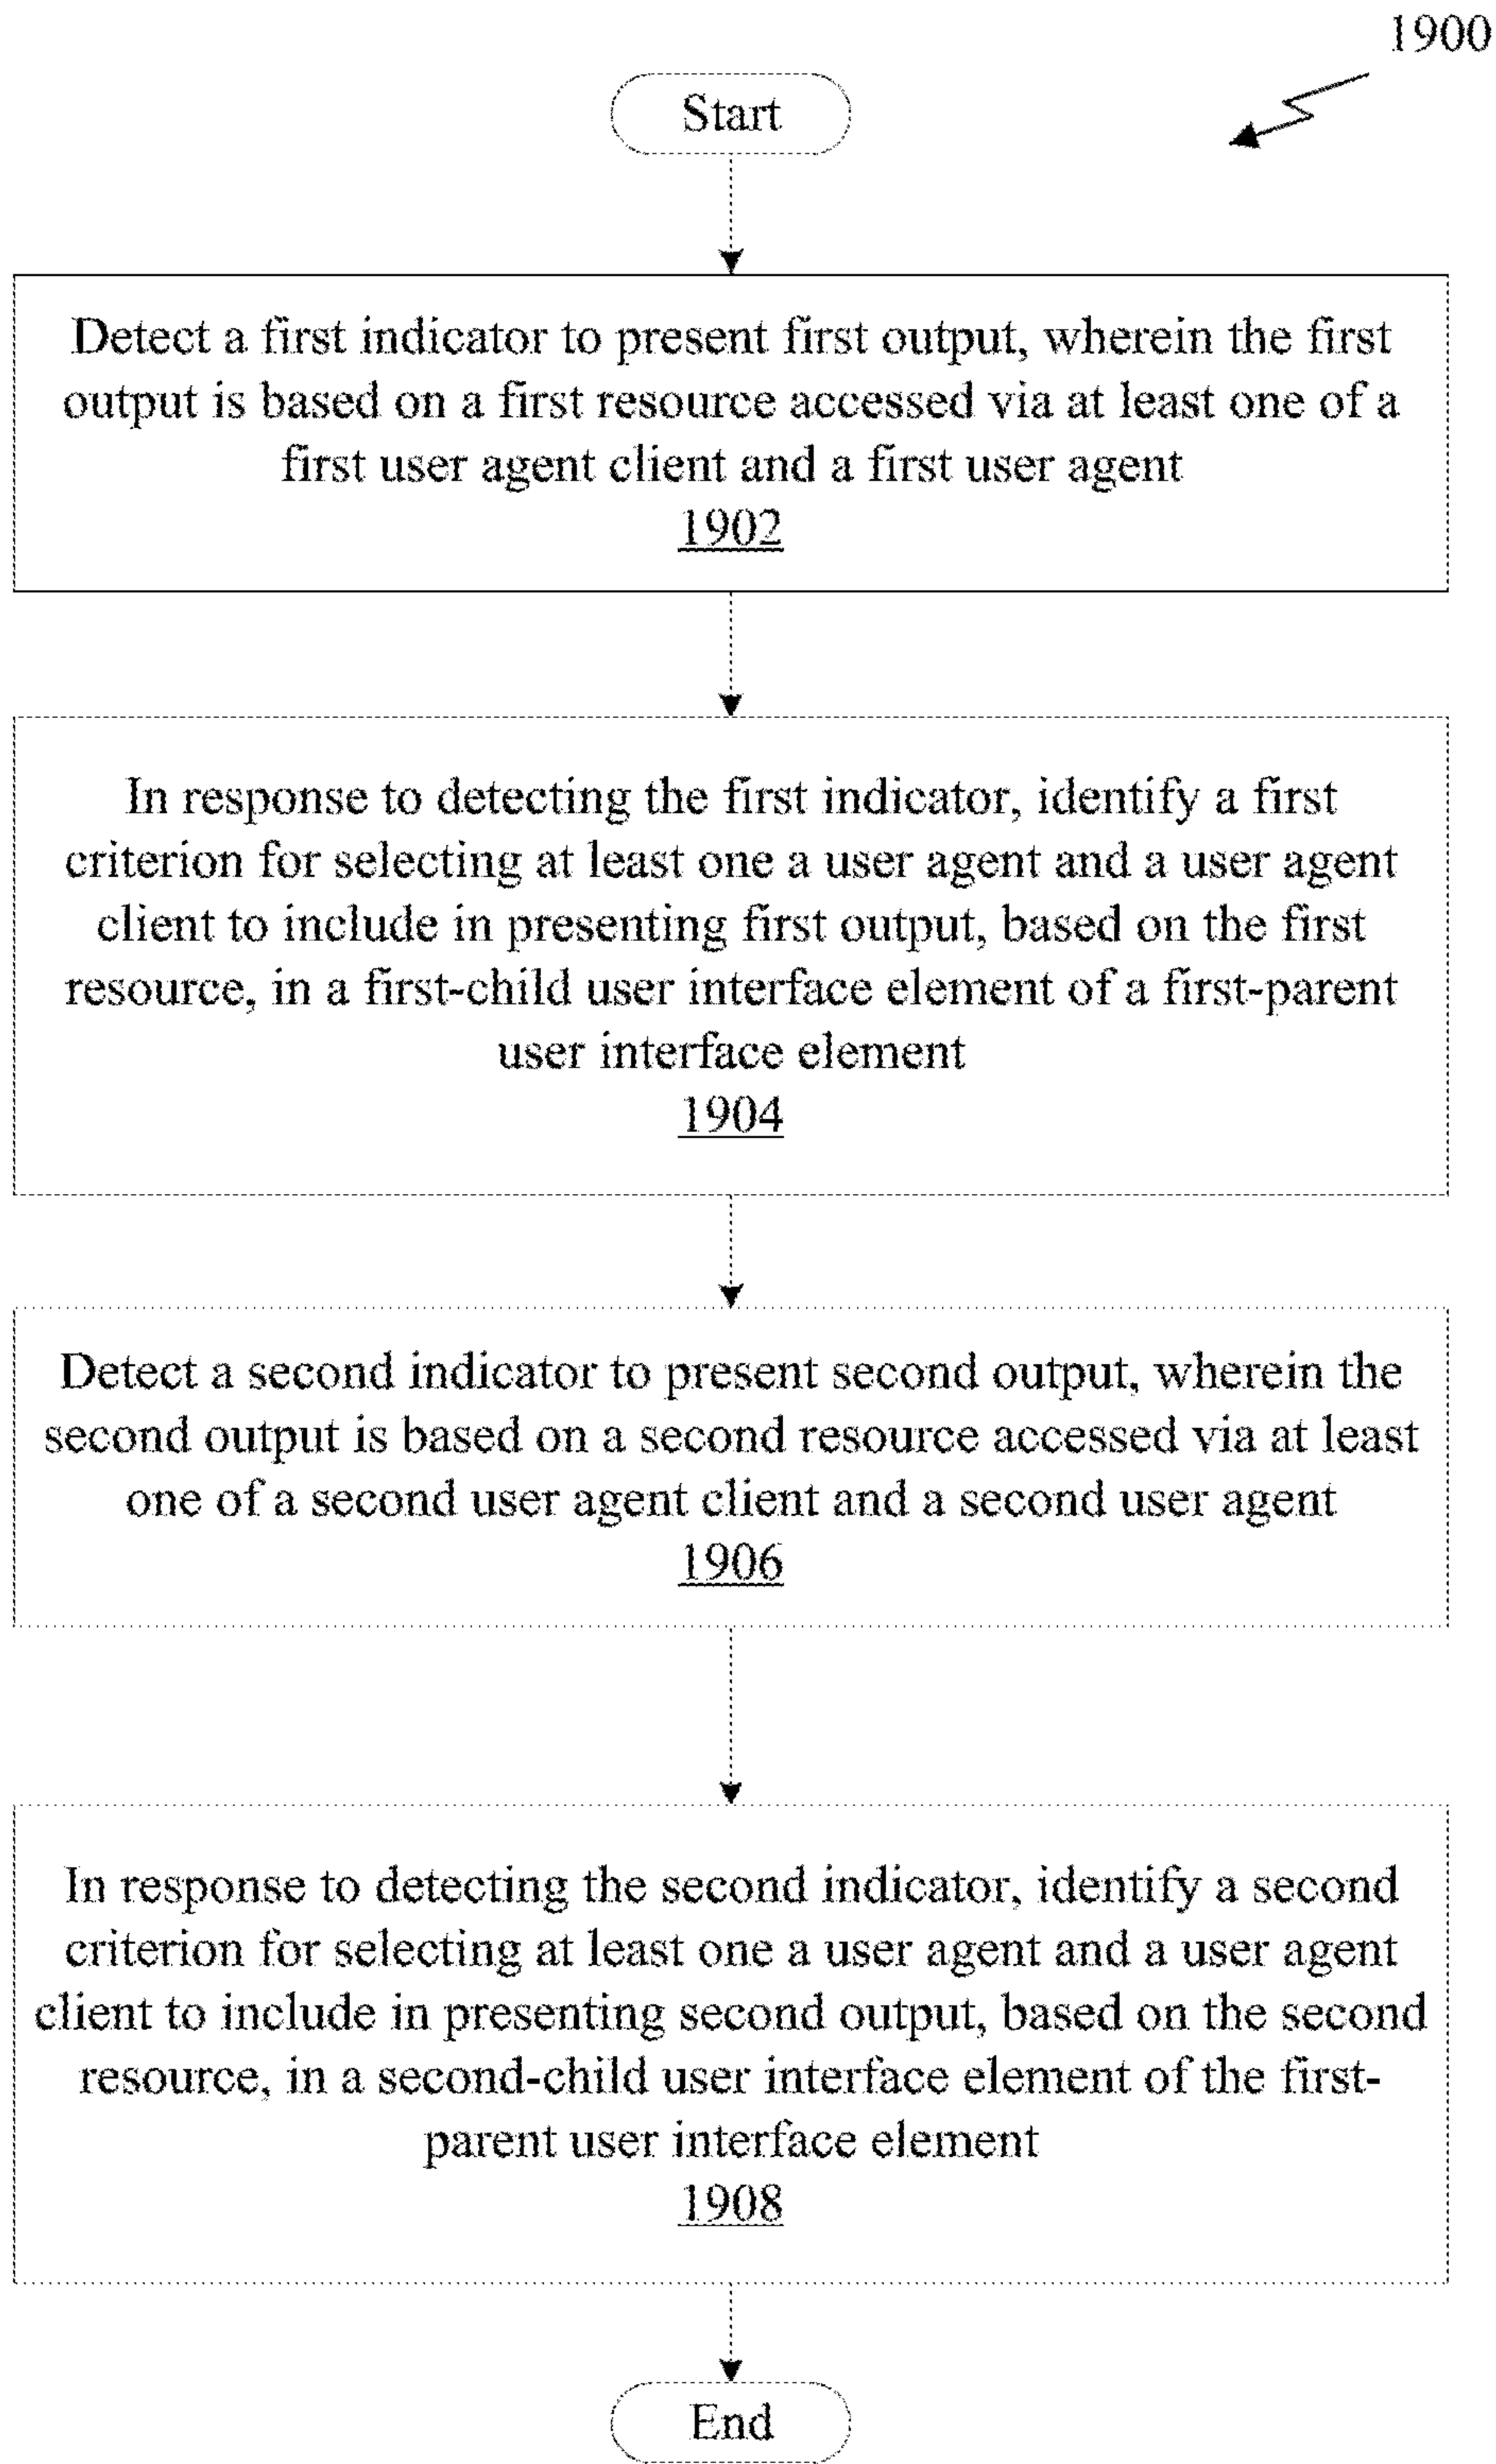 1900
Start
Detect a first indicator to present first output, wherein the first
output is based on a first resource accessed via at least one of a
first user agent client and a first user agent
1902
In response to detecting the first indicator, identify a first
criterion for selecting at least one a user agent and a user agent
client to include in presenting first output, based on the first
resource, in a first-child user interface element of a first-parent
user interface element
1904
Detect a second indicator to present second output, wherein the
second output is based on a second resource accessed via at least
one of a second user agent client and a second user agent
1906
In response to detecting the second indicator, identify a second
criterion for selecting at least one a user agent and a user agent
client to include in presenting second output, based on the second
resource, in a second-child user interface element of the first-
parent user interface element
1908
End